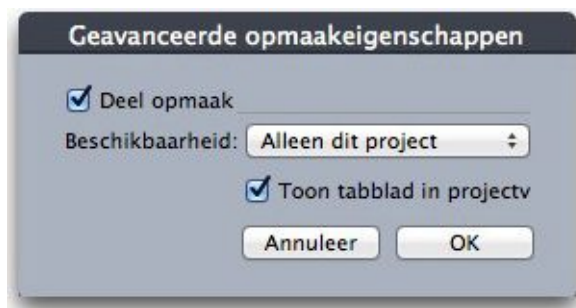 Geavanceerde opmaakeigenschappen
Deel opmaak
Beschikbaarheid: Alleen dit project
Toon tabblad in projectv
Annuleer OK